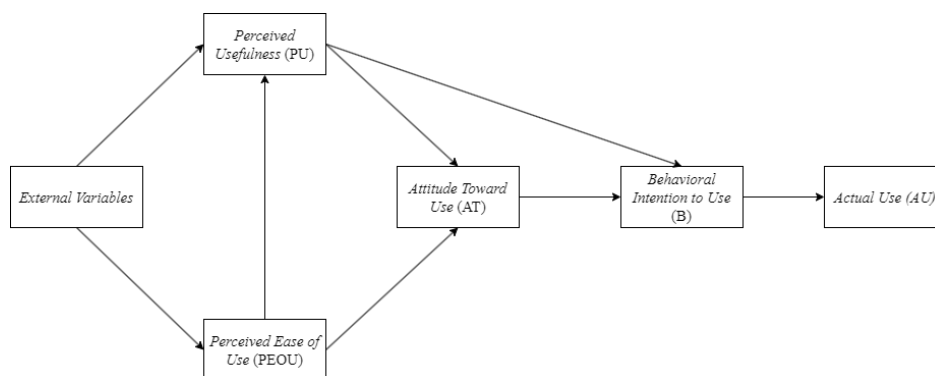 Perceived
Usefulness (PU)
External Variables
Attitude Toward
Use (AT)
Behavioral
Intention to Use
(B)
Actual Use (AU)
Perceived Ease of
Use (PEOU)